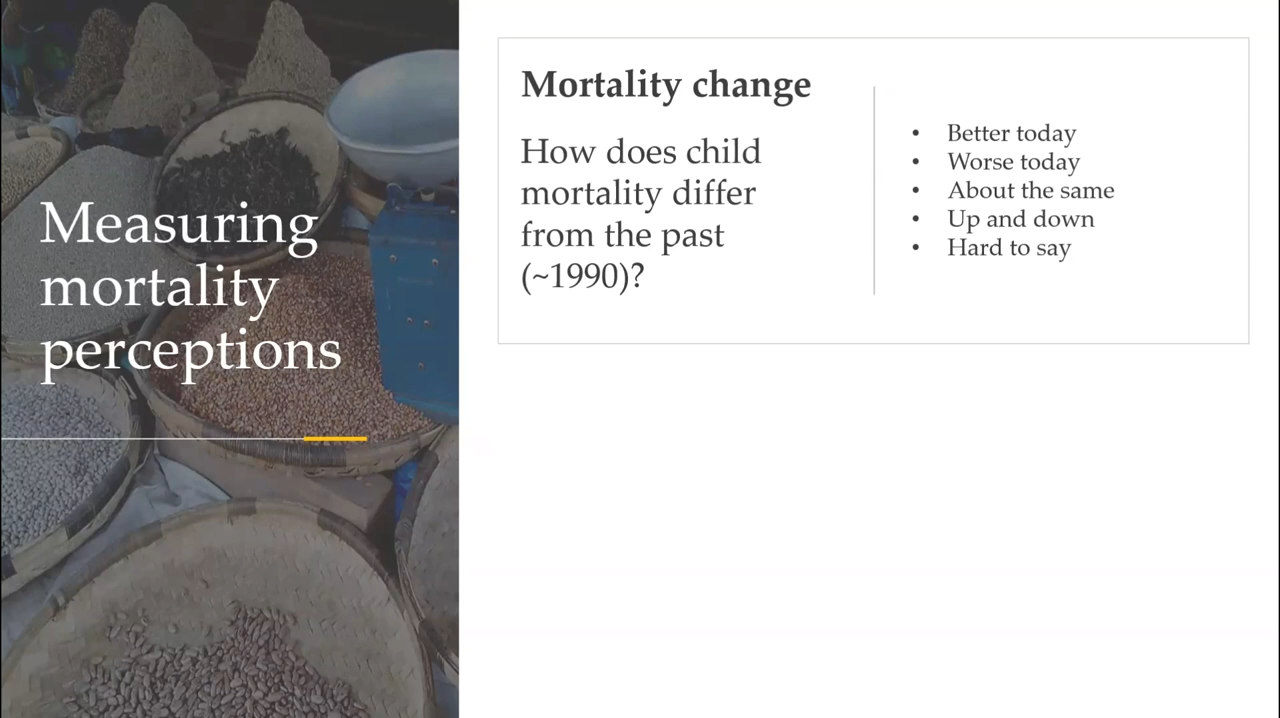 Measuring
mortality
perceptions
Mortality change
How does child
mortality differ
from the past
(~1990)?
• Better today
• Worse today
• About the same
• Up and down
• Hard to say